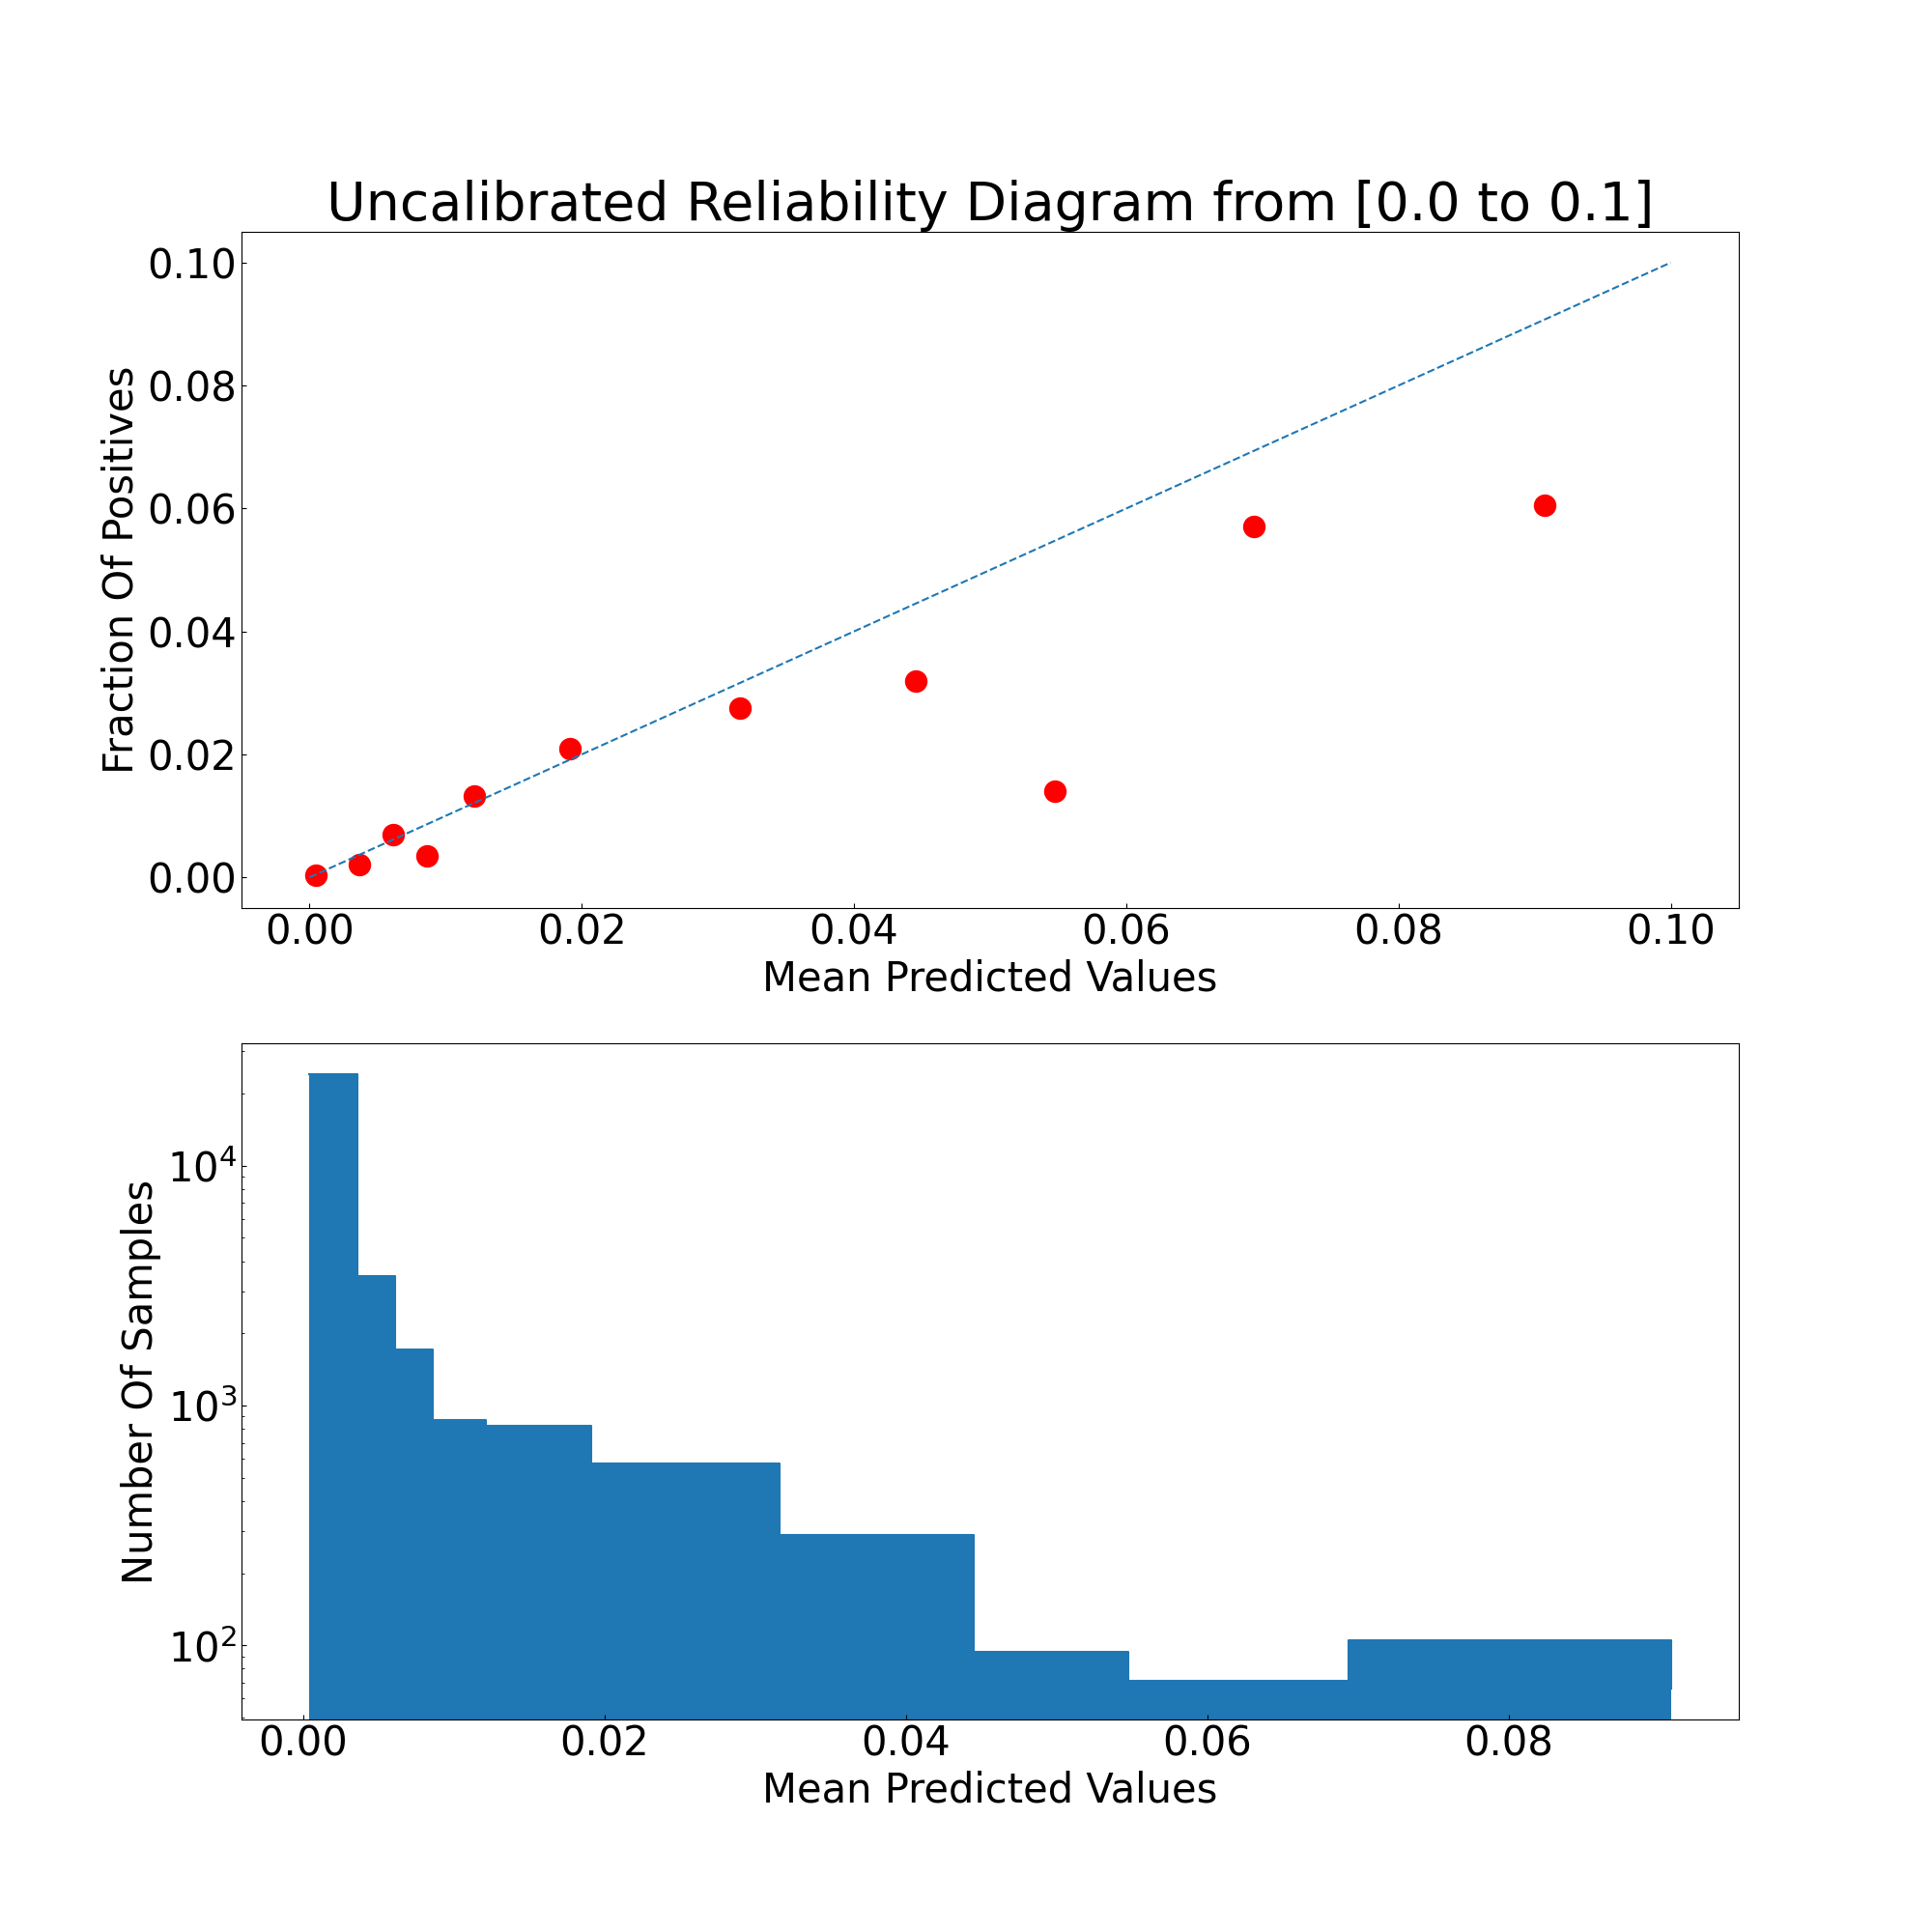 Uncalibrated Reliability Diagram from [0.0 to 0.1]
0.10
0.08
0.06
0.04
0.02
0.00
Fraction Of Positives
0.00 0.02 0.04 0.06 0.08 0.10
Mean Predicted Values
10⁴
10³
10²
Number Of Samples
0.00 0.02 0.04 0.06 0.08
Mean Predicted Values